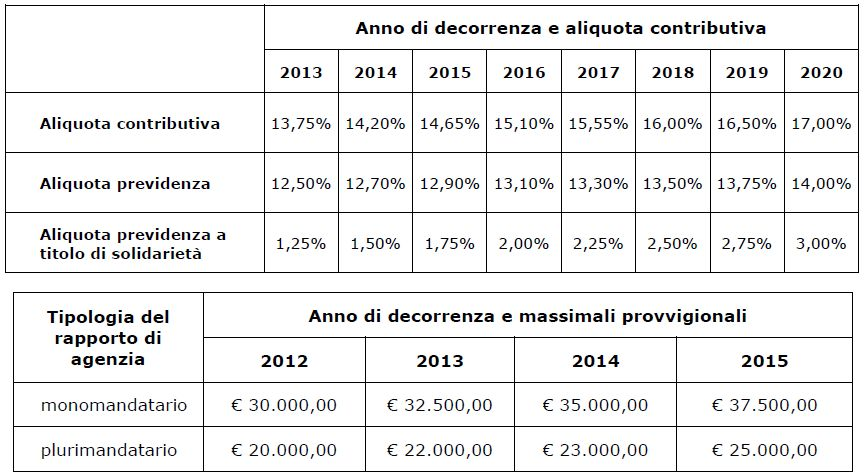 Anno di decorrenza e aliquota contributiva
2013 2014 2015 2016 2017 2018 2019 2020
Aliquota contributiva 13,75% 14,20% 14,65% 15,10% 15,55% 16,00% 16,50% 17,00%
Aliquota previdenza 12,50% 12,70% 12,90% 13,10% 13,30% 13,50% 13,75% 14,00%
Aliquota previdenza a
titolo di solidarietà 1,25% 1,50% 1,75% 2,00% 2,25% 2,50% 2,75% 3,00%
Tipologia del
rapporto di
agenzia
Anno di decorrenza e massimali provvigionali
2012 2013 2014 2015
monomandatario € 30.000,00 € 32.500,00 € 35.000,00 € 37.500,00
plurimandatario € 20.000,00 € 22.000,00 € 23.000,00 € 25.000,00